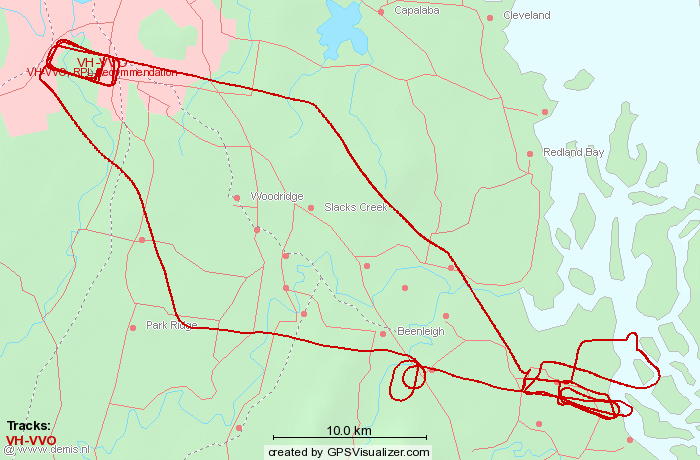 Capalaba
Cleveland
VH-VVO
VH-VVO, RPL Recommendation
Redland Bay
Woodridge
Slacks Creek
Park Ridge
Beenleigh
Tracks:
VH-VVO
@ www.demis.nl
10.0 km
created by GPSVisualizer.com